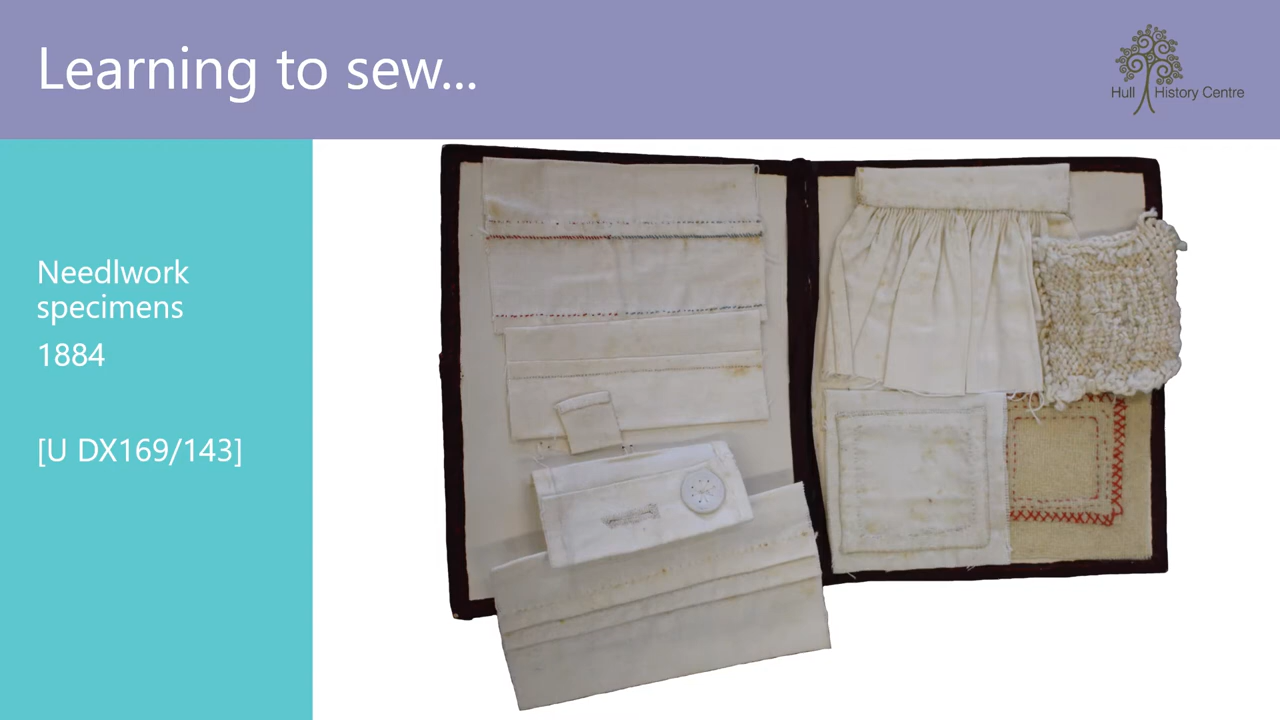 Learning to sew...
Hull History Centre
Needlwork
specimens
1884
[U DX169/143]